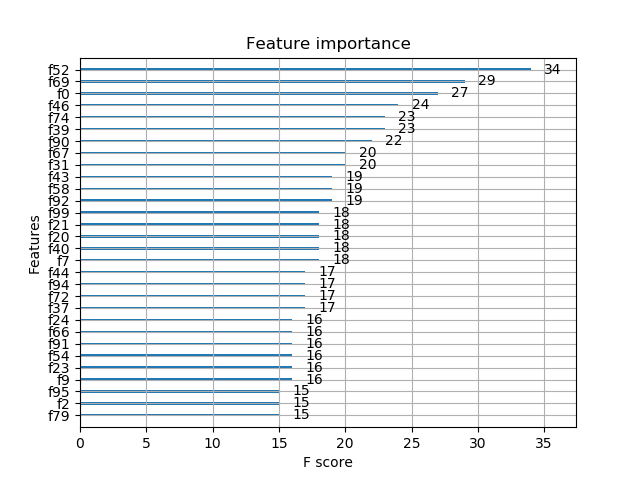 Feature importance
f52 34
f69 29
f0 27
f46 24
f74 23
f39 23
f90 22
f67 20
f31 20
f43 19
f58 19
f92 19
f99 18
f21 18
f20 18
f40 18
f7 18
f44 17
f94 17
f72 17
f37 17
f24 16
f66 16
f91 16
f54 16
f23 16
f9 16
f95 15
f2 15
f79 15
Features
0 5 10 15 20 25 30 35
F score